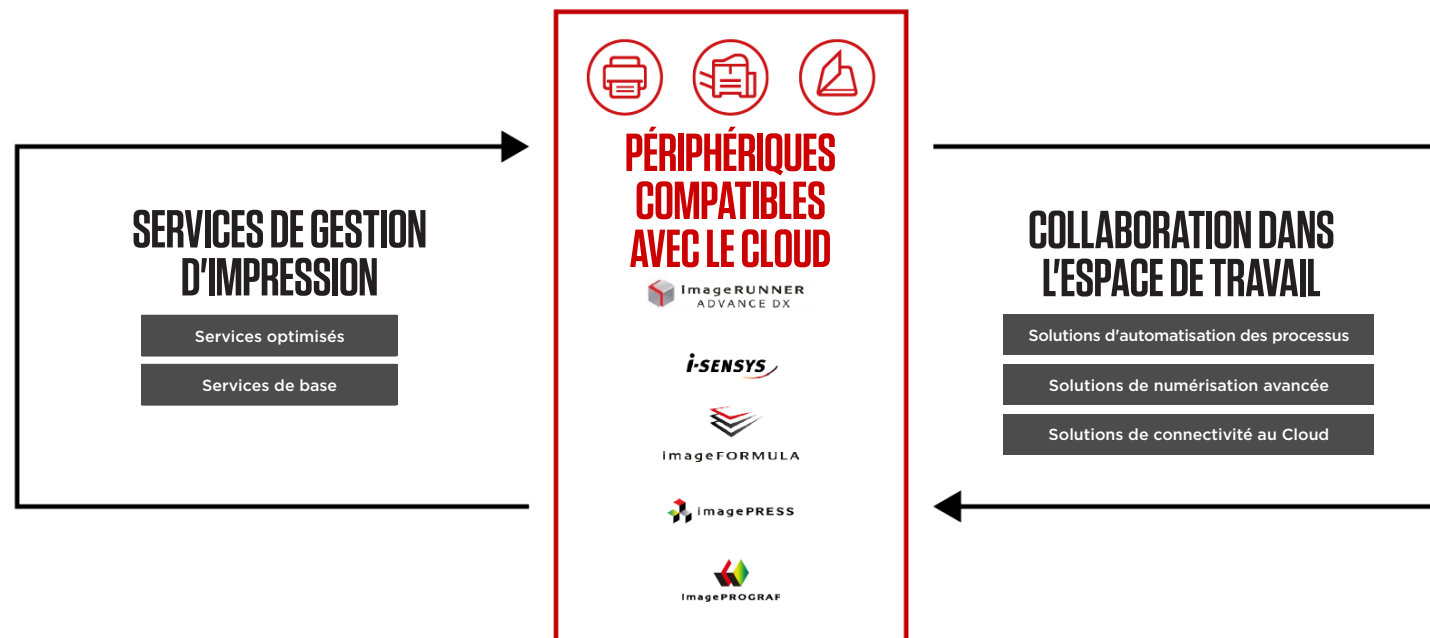 SERVICES DE GESTION
D'IMPRESSION
Services optimisés
Services de base
PÉRIPHÉRIQUES
COMPATIBLES
AVEC LE CLOUD
imageRUNNER
ADVANCE DX
i-SENSYS
imageFORMULA
imagePRESS
imagePROGRAF
COLLABORATION DANS
L'ESPACE DE TRAVAIL
Solutions d'automatisation des processus
Solutions de numérisation avancée
Solutions de connectivité au Cloud